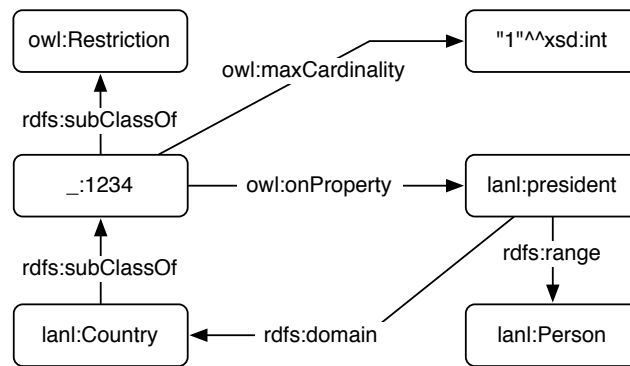 owl:Restriction
"1"^^xsd:int
owl:maxCardinality
rdfs:subClassOf
_:1234
owl:onProperty
lanl:president
rdfs:subClassOf
rdfs:range
lanl:Country
rdfs:domain
lanl:Person